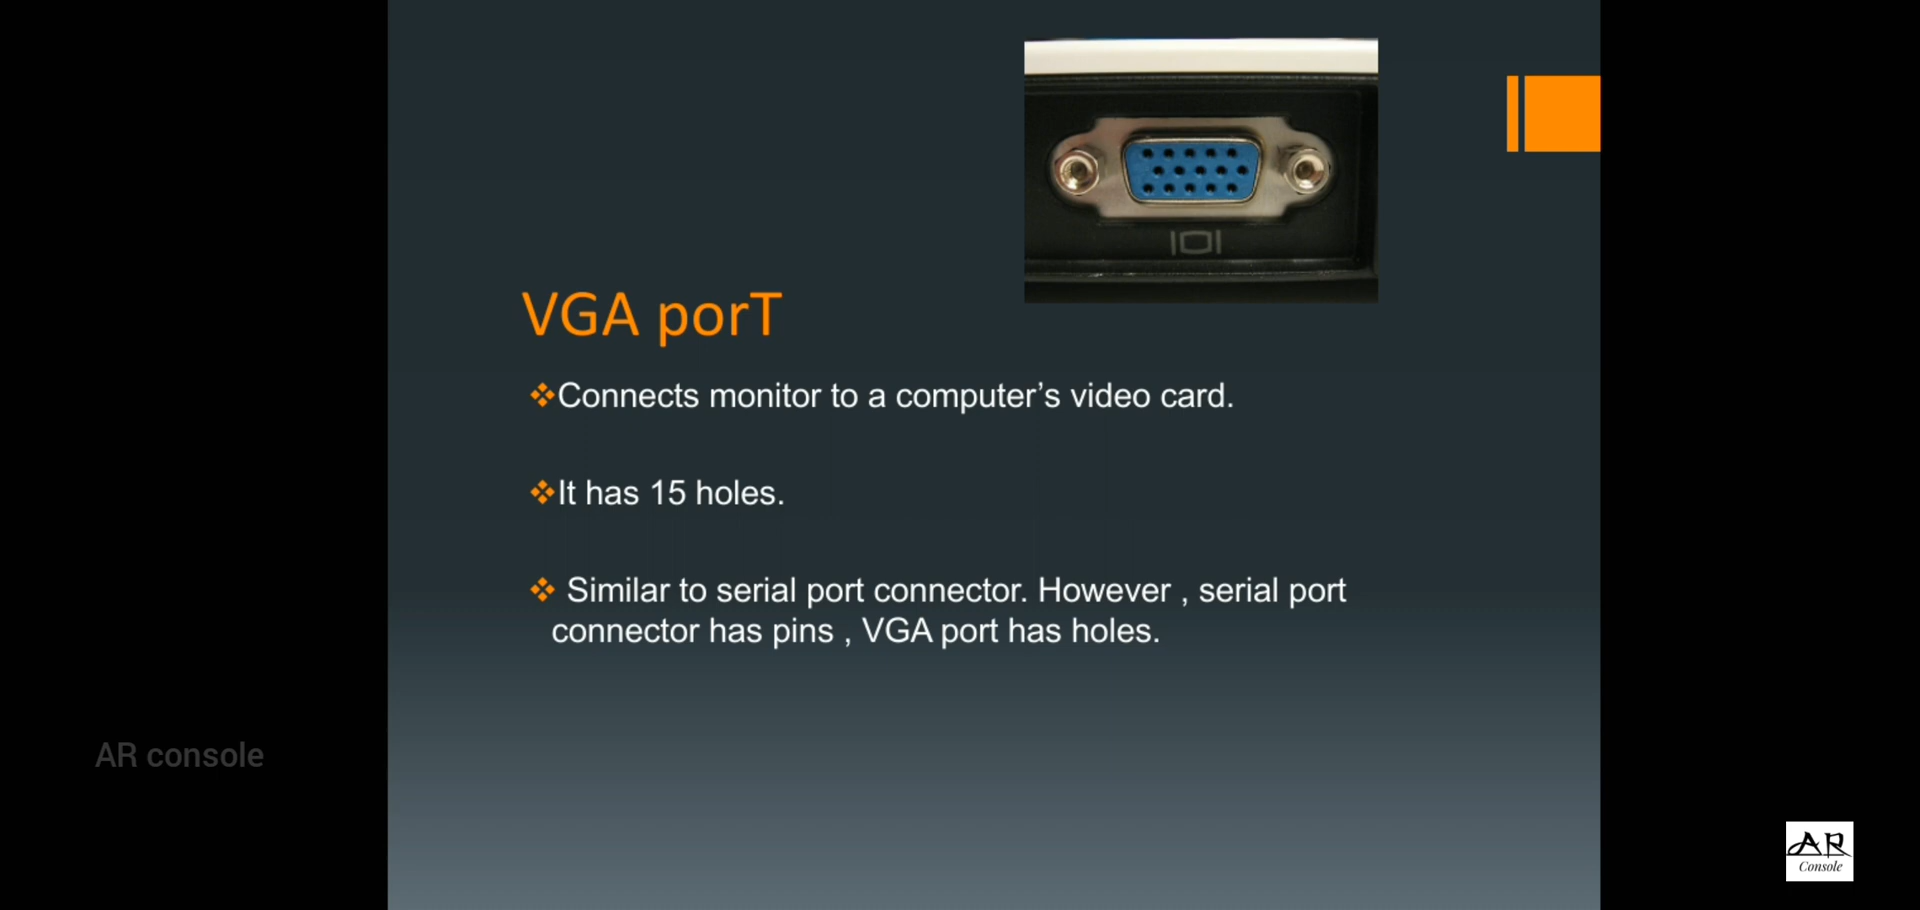 VGA porT
❖Connects monitor to a computer’s video card.
❖It has 15 holes.
❖ Similar to serial port connector. However , serial port
connector has pins , VGA port has holes.
AR console
AR
Console